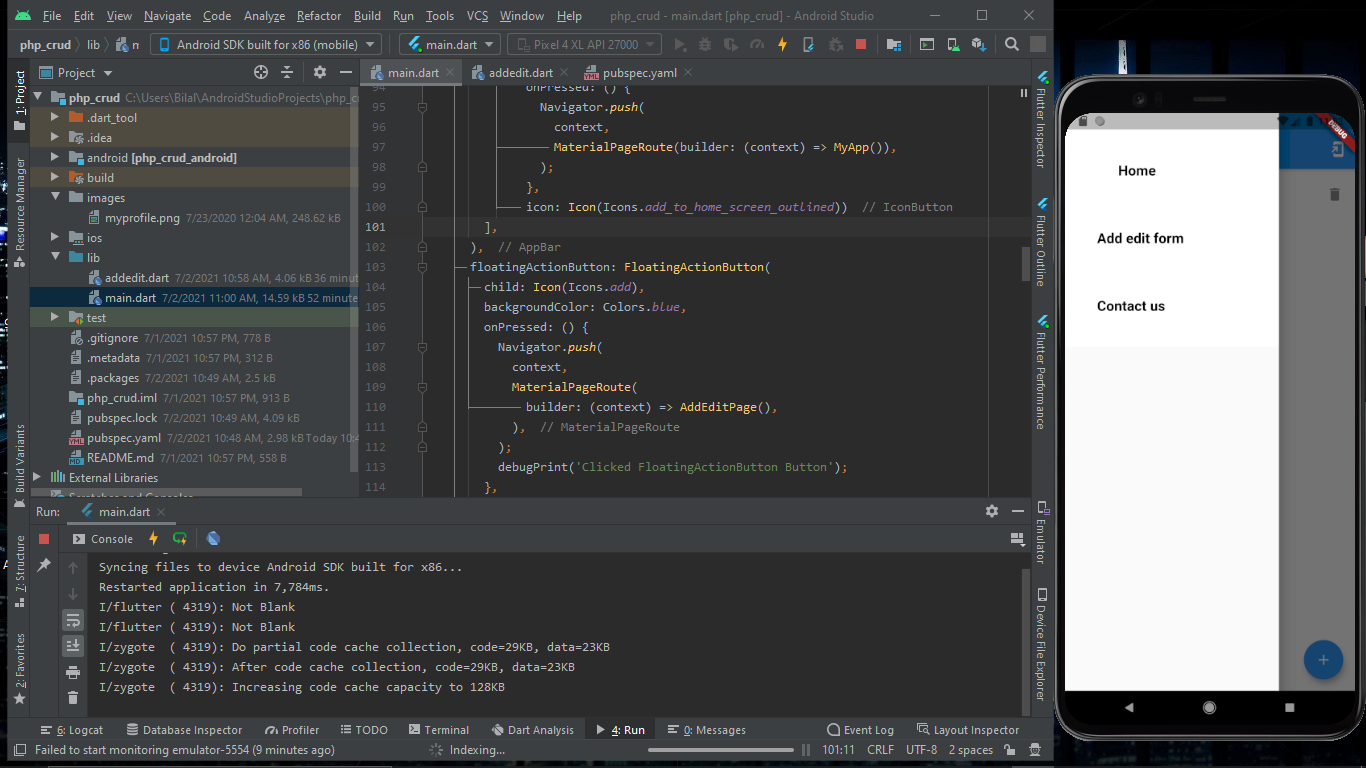 File Edit View Navigate Code Analyze Refactor Build Run Tools VCS Window Help php_crud - main.dart [php_crud] - Android Studio
php_crud lib m Android SDK built for x86 (mobile) main.dart Pixel 4 XL API 27000
Project
main.dart addedit.dart pubspec.yaml
1: Project
Resource Manager
Build Variants
7: Structure
2: Favorites
php_crud C:\Users\Bilal\AndroidStudioProjects\php_c
.dart_tool
.idea
android [php_crud_android]
build
images
myprofile.png 7/23/2020 12:04 AM, 248.62 kB
ios
lib
addedit.dart 7/2/2021 10:58 AM, 4.06 kB 36 minut
main.dart 7/2/2021 11:00 AM, 14.59 kB 52 minute
test
.gitignore 7/1/2021 10:57 PM, 778 B
.metadata 7/1/2021 10:57 PM, 312 B
.packages 7/2/2021 10:49 AM, 2.5 kB
php_crud.iml 7/1/2021 10:57 PM, 913 B
pubspec.lock 7/2/2021 10:49 AM, 4.09 kB
pubspec.yaml 7/2/2021 10:48 AM, 2.98 kB Today 10:4
README.md 7/1/2021 10:57 PM, 558 B
External Libraries
Scratches and Consoles
94 onPressed: () {
95 Navigator.push(
96 context,
97 MaterialPageRoute(builder: (context) => MyApp()),
98 );
99 },
100 icon: Icon(Icons.add_to_home_screen_outlined)) // IconButton
101 ],
102 ), // AppBar
103 floatingActionButton: FloatingActionButton(
104 child: Icon(Icons.add),
105 backgroundColor: Colors.blue,
106 onPressed: () {
107 Navigator.push(
108 context,
109 MaterialPageRoute(
110 builder: (context) => AddEditPage(),
111 ), // MaterialPageRoute
112 );
113 debugPrint('Clicked FloatingActionButton Button');
114 },
Flutter Inspector
Flutter Outline
Flutter Performance
Emulator
Device File Explorer
DEBUG
Home
Add edit form
Contact us
Run: main.dart
Console
Syncing files to device Android SDK built for x86...
Restarted application in 7,784ms.
I/flutter ( 4319): Not Blank
I/flutter ( 4319): Not Blank
I/zygote  ( 4319): Do partial code cache collection, code=29KB, data=23KB
I/zygote  ( 4319): After code cache collection, code=29KB, data=23KB
I/zygote  ( 4319): Increasing code cache capacity to 128KB
6: Logcat Database Inspector Profiler TODO Terminal Dart Analysis 4: Run 0: Messages Event Log Layout Inspector
Failed to start monitoring emulator-5554 (9 minutes ago) Indexing... 101:11 CRLF UTF-8 2 spaces